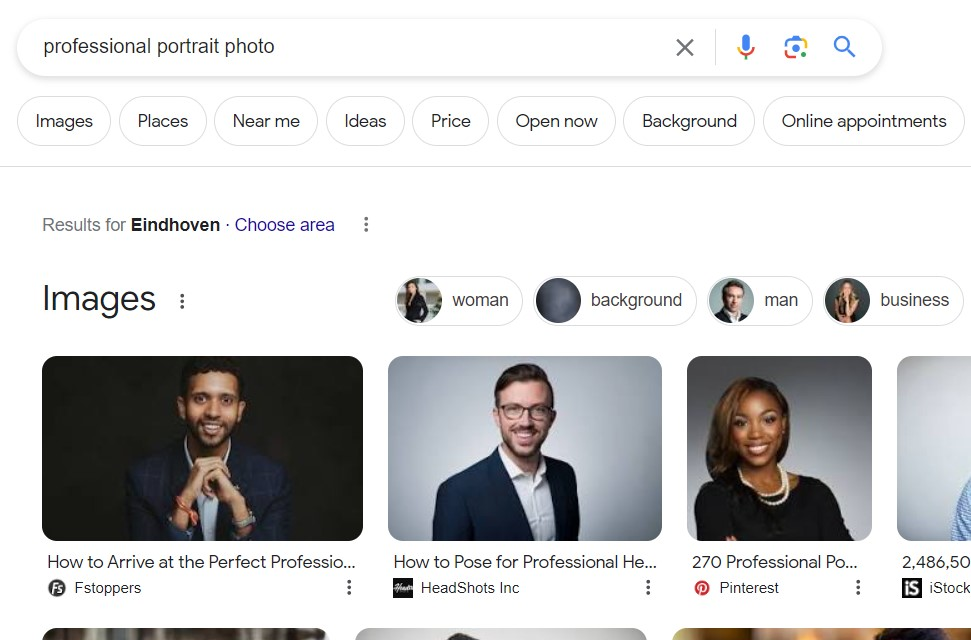 professional portrait photo
Images Places Near me Ideas Price Open now Background Online appointments
Results for Eindhoven · Choose area
Images woman background man business
How to Arrive at the Perfect Professio... How to Pose for Professional He... 270 Professional Po... 2,486,50
Fs Fstoppers HeadShots Inc Pinterest iS iStock